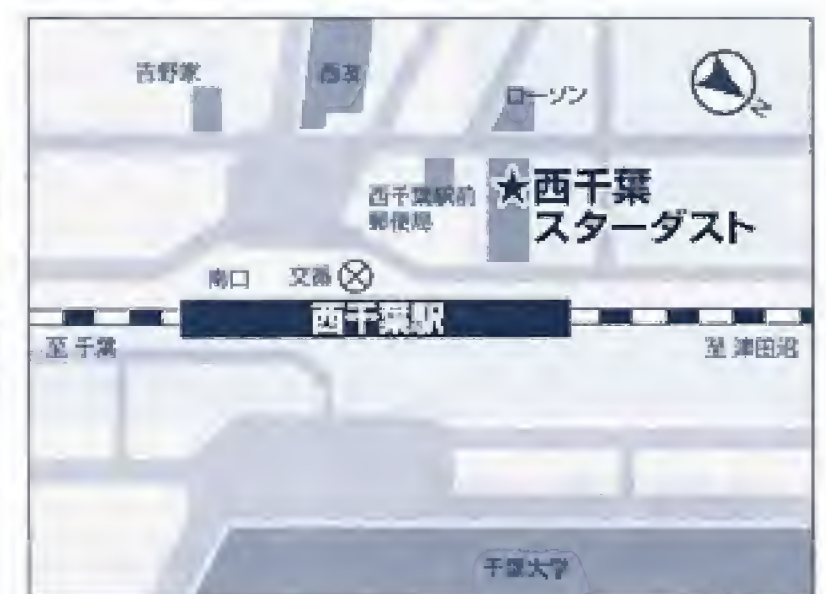 吉野家
西友
ローソン
N
西千葉駅前
郵便局
★西千葉
スターダスト
南口
交番
西千葉駅
至 千葉
至 津田沼
千葉大学